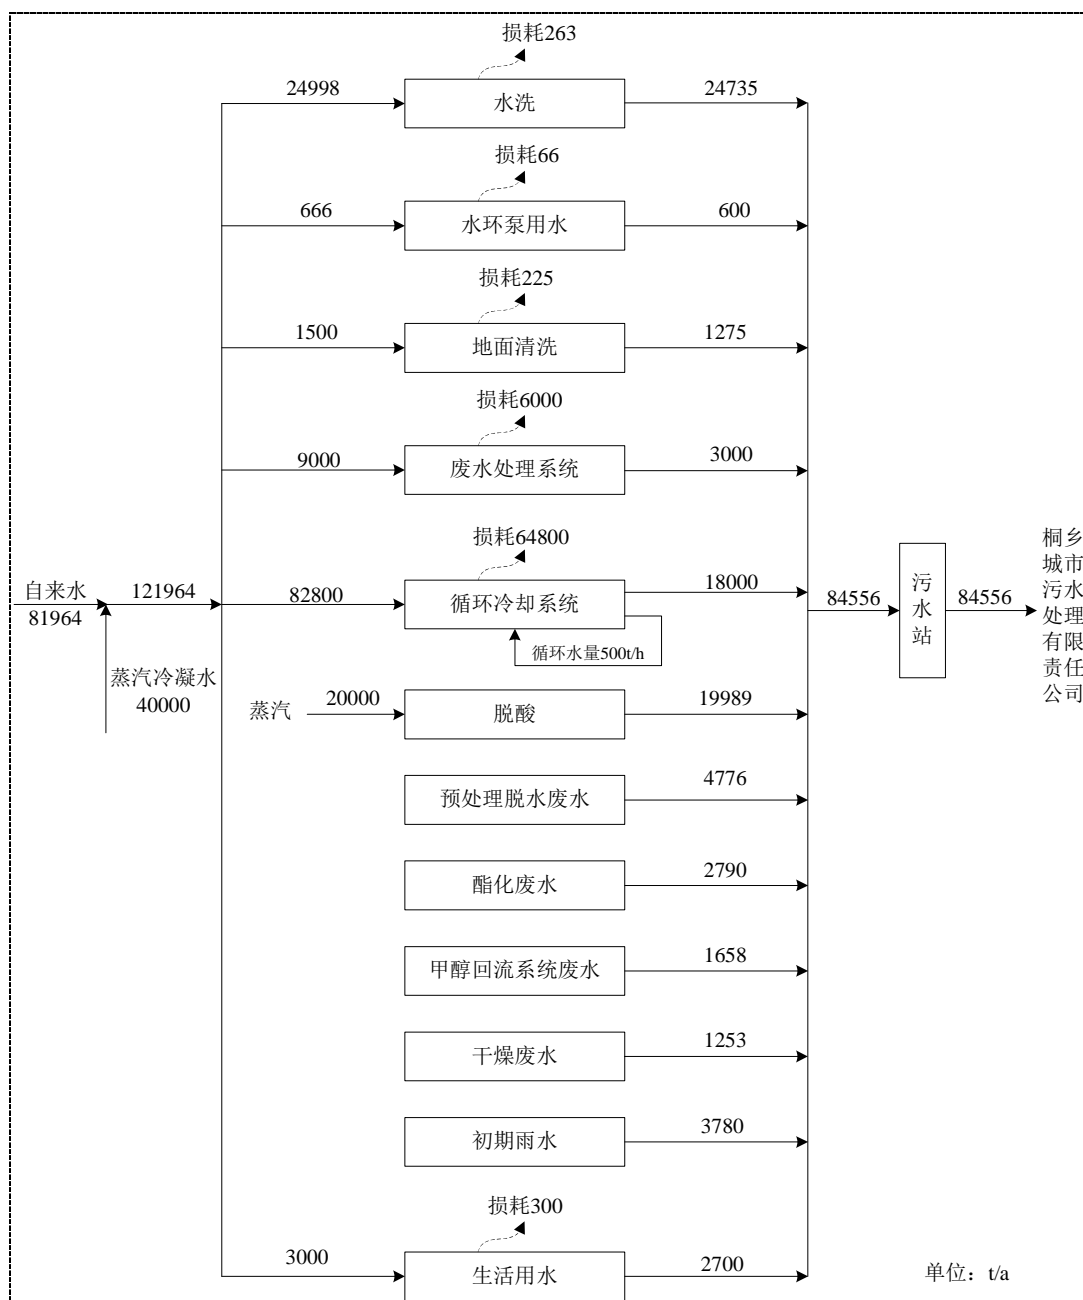 损耗263
24998
水洗
24735
损耗66
666
水环泵用水
600
损耗225
1500
地面清洗
1275
损耗6000
9000
废水处理系统
3000
损耗64800
自来水
81964
121964
82800
循环冷却系统
18000
循环水量500t/h
蒸汽冷凝水
40000
84556
污
水
站
84556
桐乡
城市
污水
处理
有限
责任
公司
蒸汽
20000
脱酸
19989
预处理脱水废水
4776
酯化废水
2790
甲醇回流系统废水
1658
干燥废水
1253
初期雨水
3780
损耗300
3000
生活用水
2700
单位：t/a